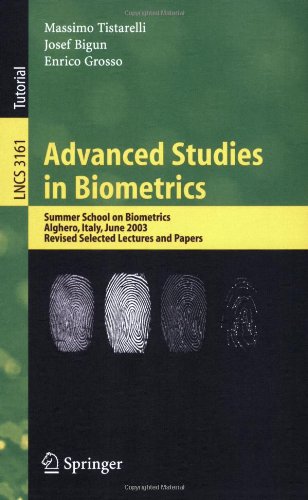 Massimo Tistarelli
Josef Bigun
Enrico Grosso
Tutorial
LNCS 3161
Advanced Studies
in Biometrics
Summer School on Biometrics
Alghero, Italy, June 2003
Revised Selected Lectures and Papers
Springer